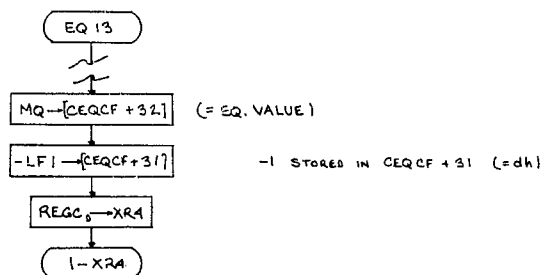 EQ 13
MQ→[CEQCF + 32] (= EQ. VALUE)
-LF1→[CEQCF + 31] -1 STORED IN CEQCF + 31 (= dh)
REGC₀→XR4
1-XR4